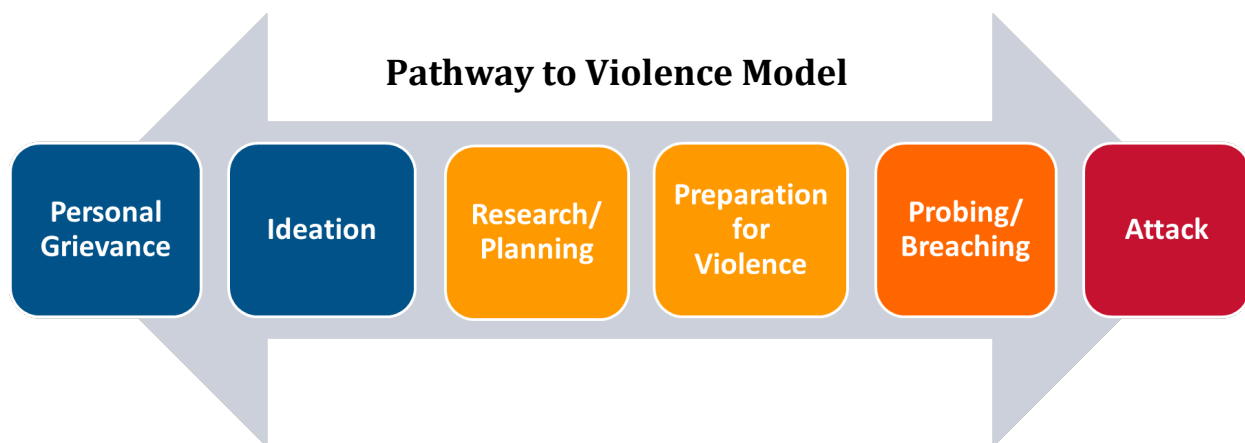 Pathway to Violence Model
Personal
Grievance
Ideation
Research/
Planning
Preparation
for
Violence
Probing/
Breaching
Attack